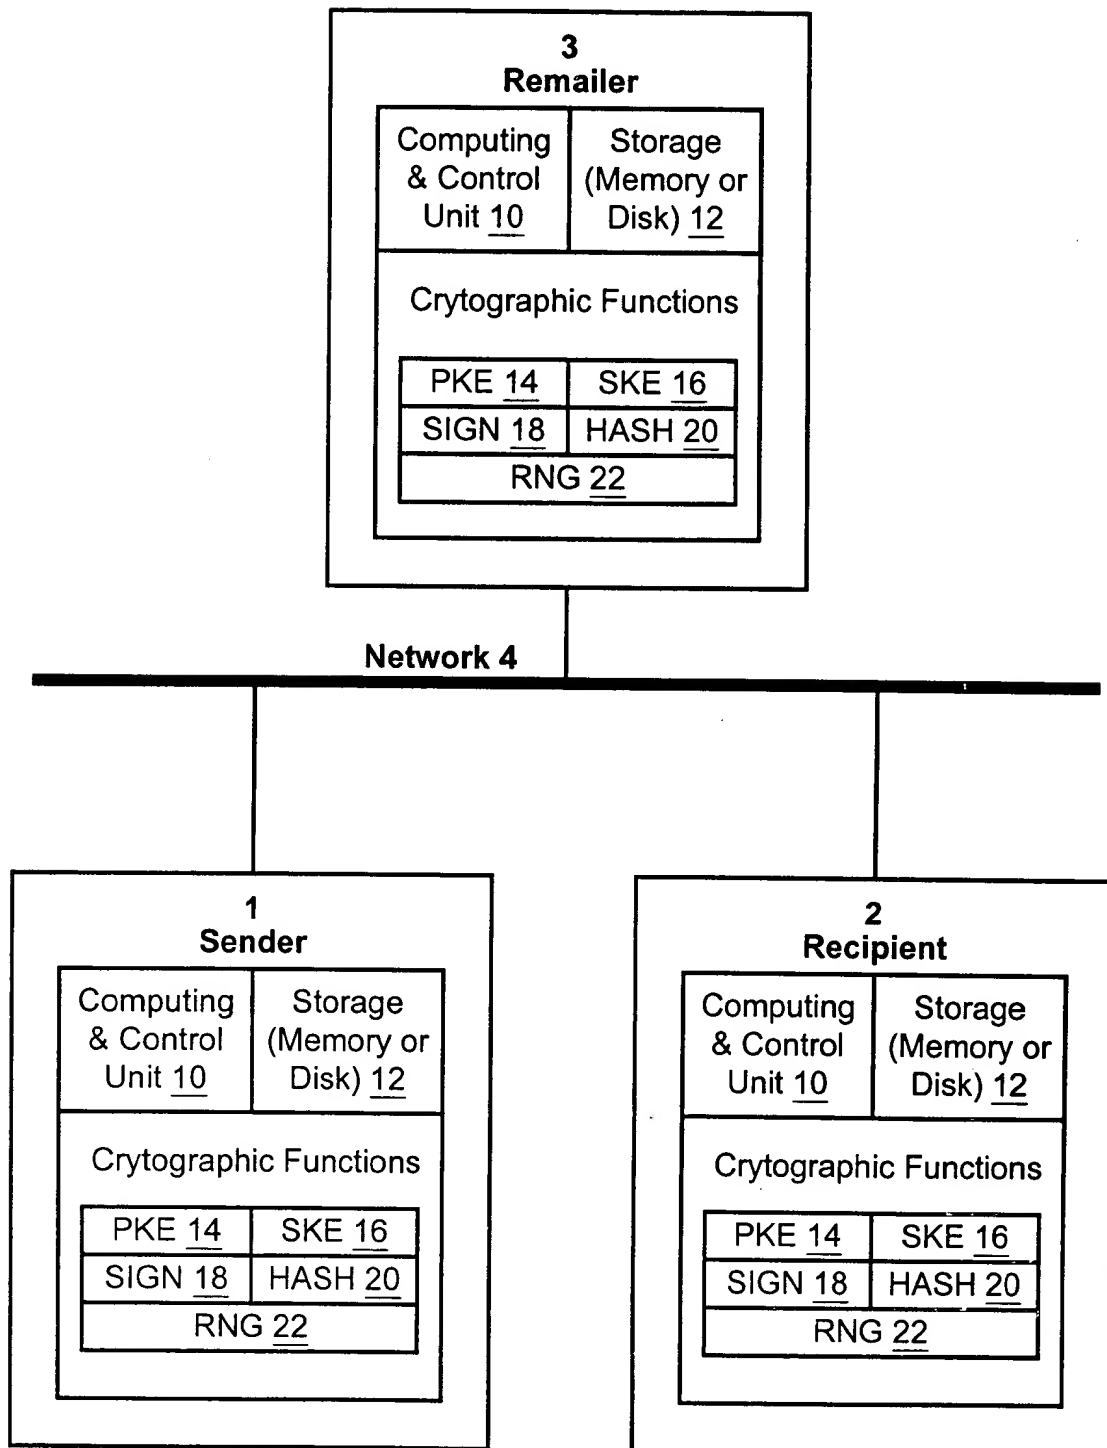 3
Remailer
Computing
& Control
Unit 10
Storage
(Memory or
Disk) 12
Crytographic Functions
PKE 14
SKE 16
SIGN 18
HASH 20
RNG 22
Network 4
1
Sender
Computing
& Control
Unit 10
Storage
(Memory or
Disk) 12
Crytographic Functions
PKE 14
SKE 16
SIGN 18
HASH 20
RNG 22
2
Recipient
Computing
& Control
Unit 10
Storage
(Memory or
Disk) 12
Crytographic Functions
PKE 14
SKE 16
SIGN 18
HASH 20
RNG 22